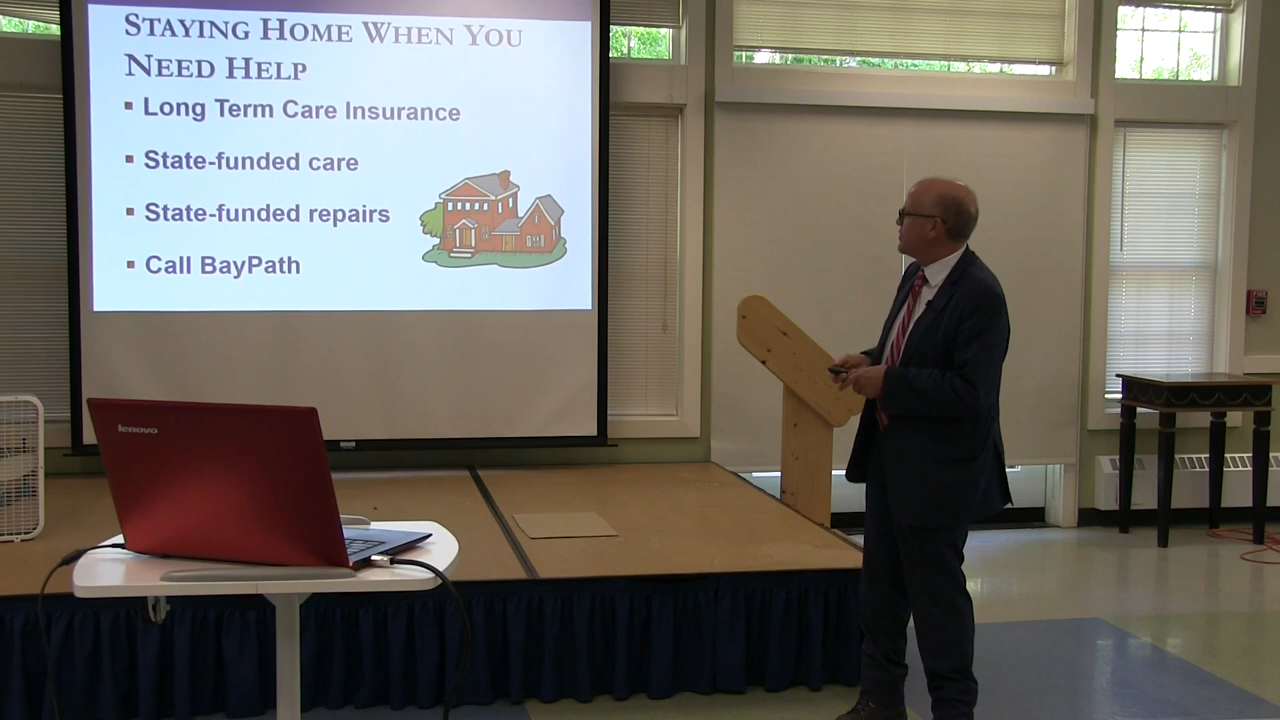 STAYING HOME WHEN YOU
NEED HELP
▪ Long Term Care Insurance
▪ State-funded care
▪ State-funded repairs
▪ Call BayPath
lenovo